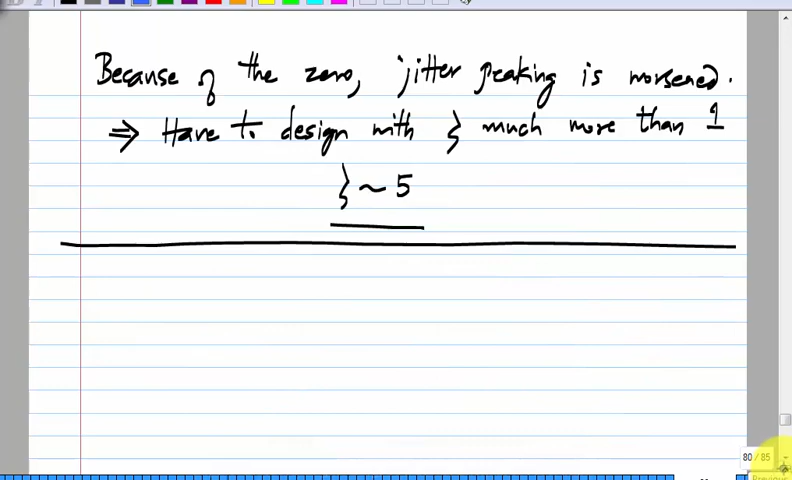 Because of the zero, jitter peaking is worsened.
⇒ Have to design with ξ much more than 1
ξ ~ 5
80 / 85
Previous